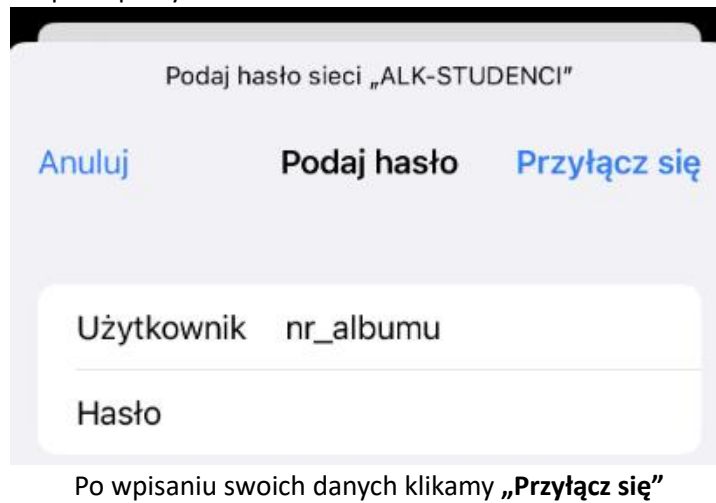 Podaj hasło sieci „ALK-STUDENCI”
Anuluj Podaj hasło Przyłącz się
Użytkownik nr_albumu
Hasło
Po wpisaniu swoich danych klikamy „Przyłącz się”